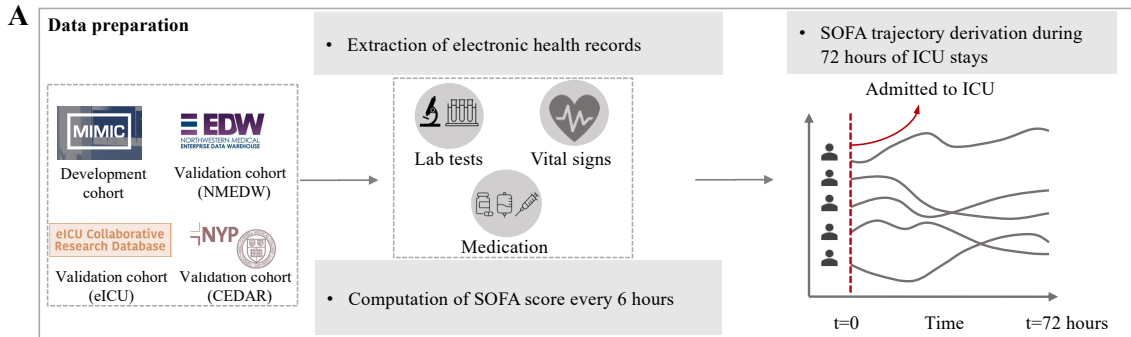 A
Data preparation
• Extraction of electronic health records
• SOFA trajectory derivation during
72 hours of ICU stays
MIMIC
Development
cohort
EDW
NORTHWESTERN MEDICAL
ENTERPRISE DATA WAREHOUSE
Validation cohort
(NMEDW)
eICU Collaborative
Research Database
Validation cohort
(eICU)
NYP
Validation cohort
(CEDAR)
Lab tests
Vital signs
Medication
• Computation of SOFA score every 6 hours
Admitted to ICU
t=0
Time
t=72 hours